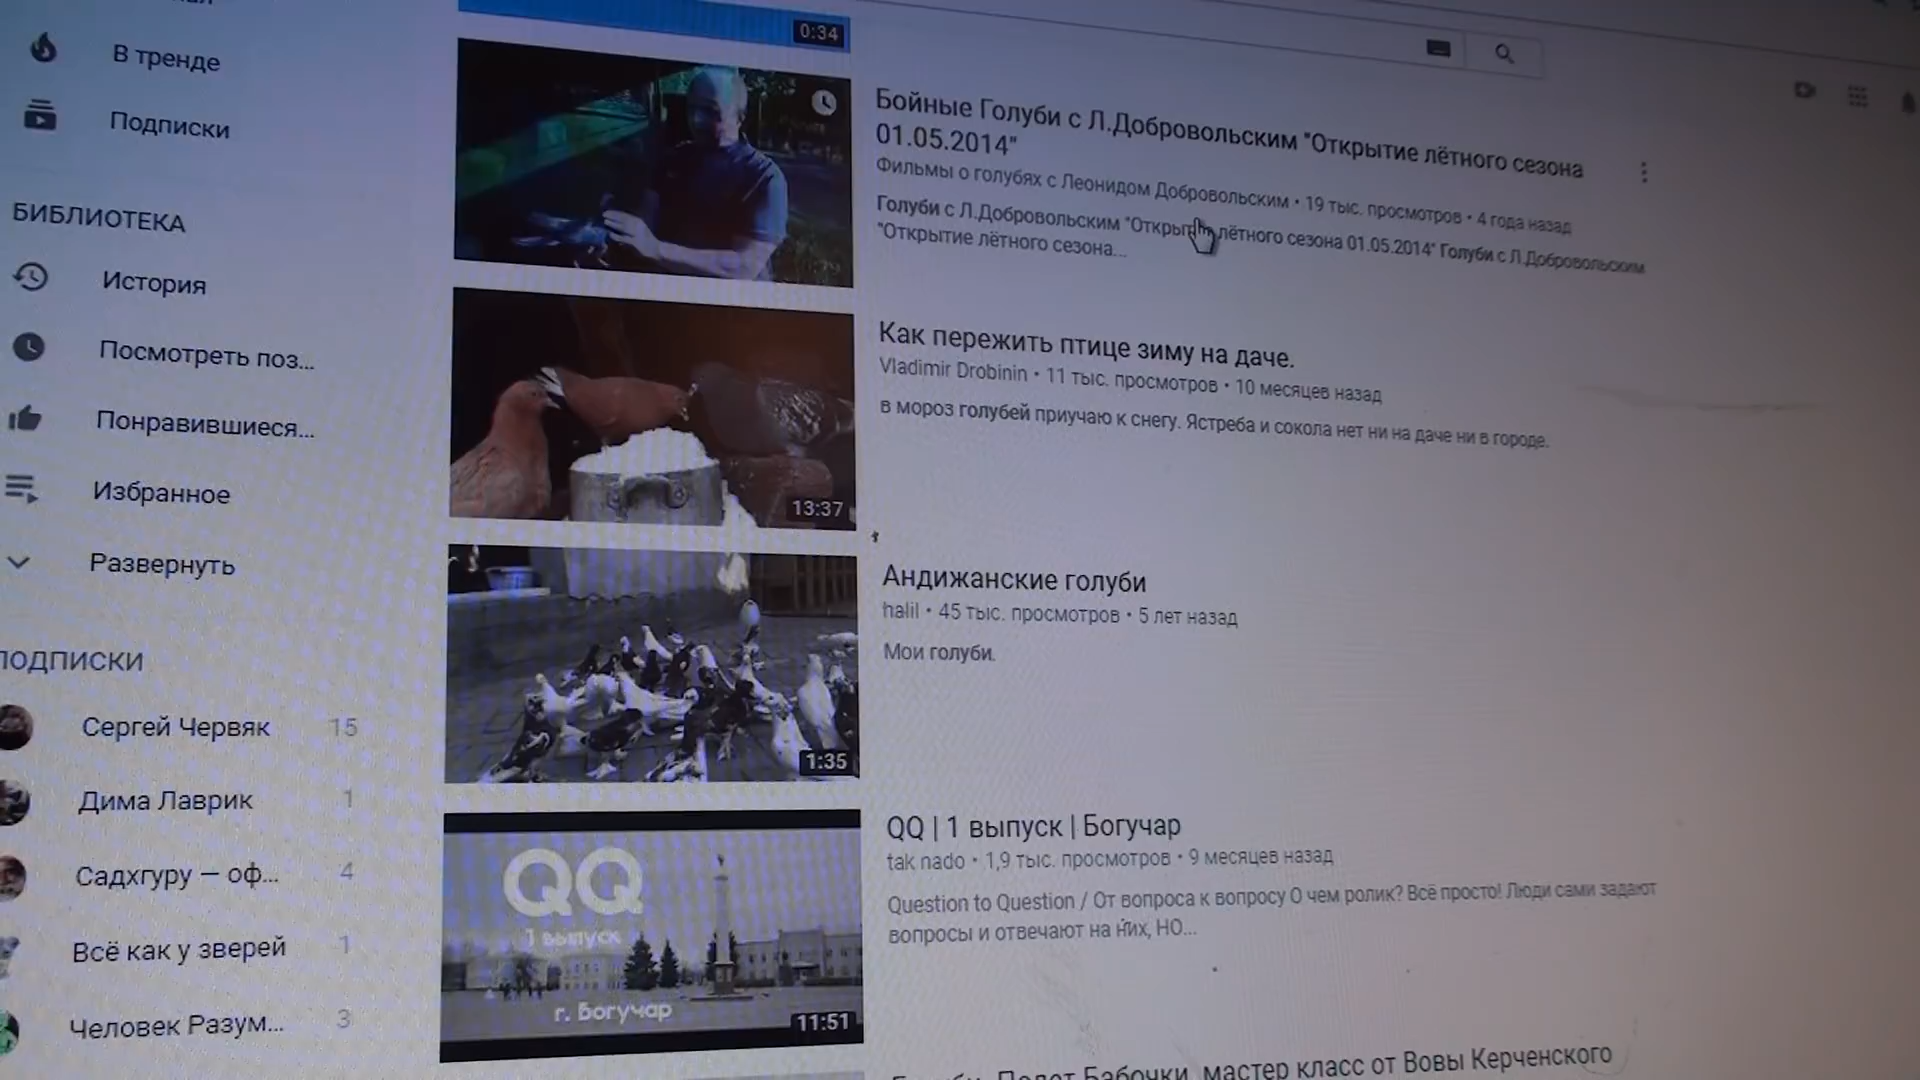 В тренде
Подписки
БИБЛИОТЕКА
История
Посмотреть поз...
Понравившиеся...
Избранное
Развернуть
ПОДПИСКИ
Сергей Червяк 15
Дима Лаврик 1
Садхгуру — оф... 4
Всё как у зверей 1
Человек Разум... 3
0:34
Бойные Голуби с Л.Добровольским "Открытие лётного сезона
01.05.2014"
Фильмы о голубях с Леонидом Добровольским • 19 тыс. просмотров • 4 года назад
Голуби с Л.Добровольским "Открытие лётного сезона 01.05.2014" Голуби с Л.Добровольским
"Открытие лётного сезона...
13:37
Как пережить птице зиму на даче.
Vladimir Drobinin • 11 тыс. просмотров • 10 месяцев назад
в мороз голубей приучаю к снегу. Ястреба и сокола нет ни на даче ни в городе.
1:35
Андижанские голуби
halil • 45 тыс. просмотров • 5 лет назад
Мои голуби.
QQ
1 выпуск
г. Богучар
11:51
QQ | 1 выпуск | Богучар
tak nado • 1,9 тыс. просмотров • 9 месяцев назад
Question to Question / От вопроса к вопросу О чем ролик? Всё просто! Люди сами задают
вопросы и отвечают на них, НО...
Полет Бабочки, мастер класс от Вовы Керченского